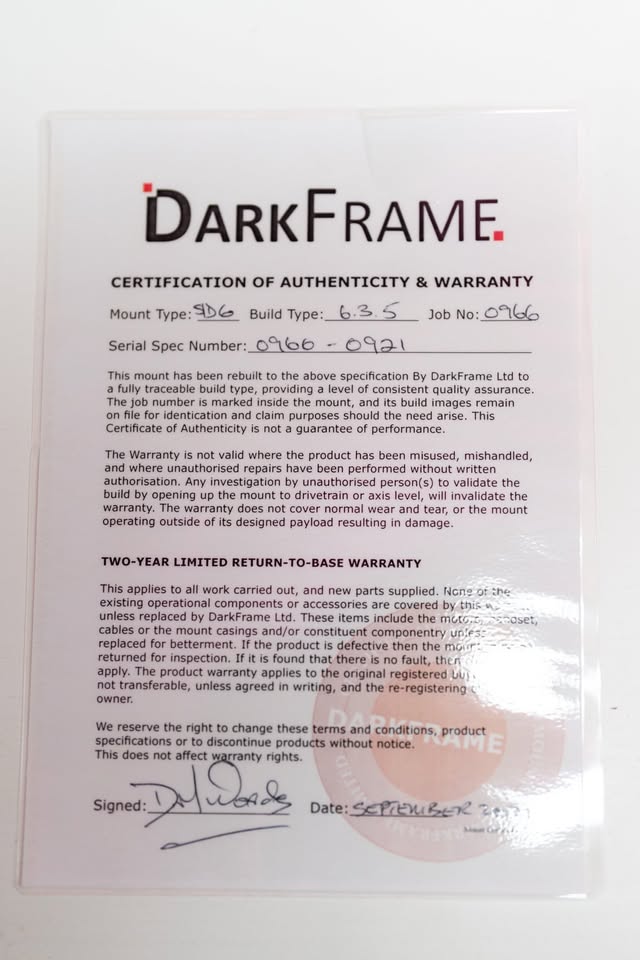 DARKFRAME.
CERTIFICATION OF AUTHENTICITY & WARRANTY
Mount Type: SD6 Build Type: 6.3.5 Job No: 0966
Serial Spec Number: 0966 - 0921
This mount has been rebuilt to the above specification By DarkFrame Ltd to
a fully traceable build type, providing a level of consistent quality assurance.
The job number is marked inside the mount, and its build images remain
on file for identication and claim purposes should the need arise. This
Certificate of Authenticity is not a guarantee of performance.
The Warranty is not valid where the product has been misused, mishandled,
and where unauthorised repairs have been performed without written
authorisation. Any investigation by unauthorised person(s) to validate the
build by opening up the mount to drivetrain or axis level, will invalidate the
warranty. The warranty does not cover normal wear and tear, or the mount
operating outside of its designed payload resulting in damage.
TWO-YEAR LIMITED RETURN-TO-BASE WARRANTY
This applies to all work carried out, and new parts supplied. None of the
existing operational components or accessories are covered by this
unless replaced by DarkFrame Ltd. These items include the motors,
cables or the mount casings and/or constituent componentry unless
replaced for betterment. If the product is defective then the mount
returned for inspection. If it is found that there is no fault, then
apply. The product warranty applies to the original registered
not transferable, unless agreed in writing, and the re-registering
owner.
We reserve the right to change these terms and conditions, product
specifications or to discontinue products without notice.
This does not affect warranty rights.
DARKFRAME
Signed: Date: SEPTEMBER